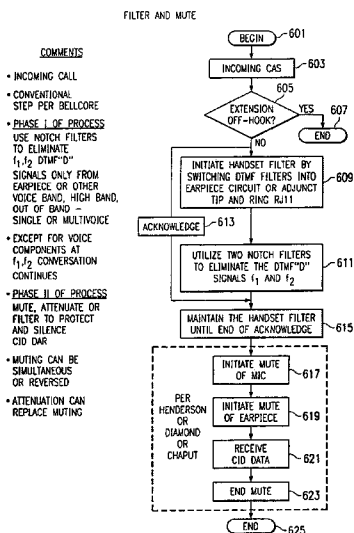 FILTER AND MUTE
COMMENTS
• INCOMING CALL
• CONVENTIONAL
STEP PER BELLCORE
• PHASE I OF PROCESS
USE NOTCH FILTERS
TO ELIMINATE
f1,f2 DTMF"D"
SIGNALS ONLY FROM
EARPIECE OR OTHER
VOICE BAND, HIGH BAND,
OUT OF BAND –
SINGLE OR MULTIVOICE
• EXCEPT FOR VOICE
COMPONENTS AT
f1,f2 CONVERSATION
CONTINUES
• PHASE II OF PROCESS
MUTE, ATTENUATE OR
FILTER TO PROTECT
AND SILENCE
CID DAR
• MUTING CAN BE
SIMULTANEOUS
OR REVERSED
• ATTENUATION CAN
REPLACE MUTING
BEGIN
601
INCOMING CAS
603
605
EXTENSION
OFF-HOOK?
YES
607
END
NO
INITIATE HANDSET FILTER BY
SWITCHING DTMF FILTERS INTO
EARPIECE CIRCUIT OR ADJUNCT
TIP AND RING RJ11
609
ACKNOWLEDGE
613
UTILIZE TWO NOTCH FILTERS
TO ELIMINATE THE DTMF"D"
SIGNALS f1 AND f2
611
MAINTAIN THE HANDSET FILTER
UNTIL END OF ACKNOWLEDGE
615
PER
HENDERSON
OR
DIAMOND
OR
CHAPUT
INITIATE MUTE
OF MIC
617
INITIATE MUTE
OF EARPIECE
619
RECEIVE
CID DATA
621
END MUTE
623
END
625